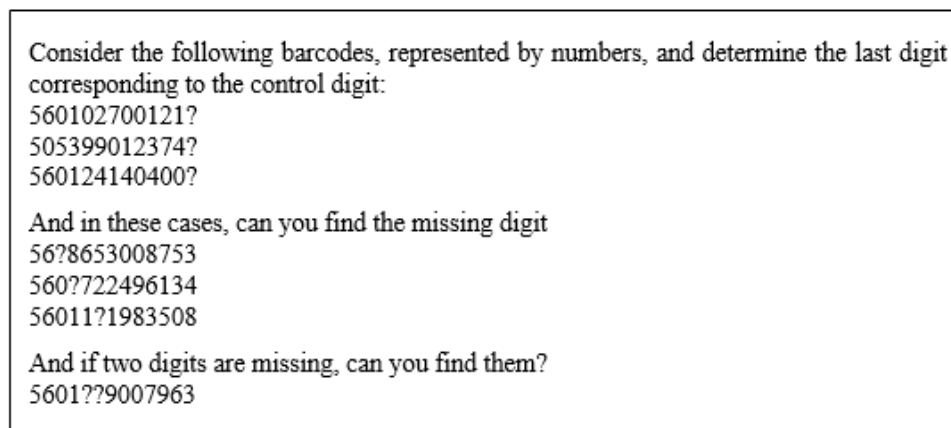 Consider the following barcodes, represented by numbers, and determine the last digit
corresponding to the control digit:
560102700121?
505399012374?
560124140400?
And in these cases, can you find the missing digit
56?8653008753
560?722496134
56011?1983508
And if two digits are missing, can you find them?
5601??9007963